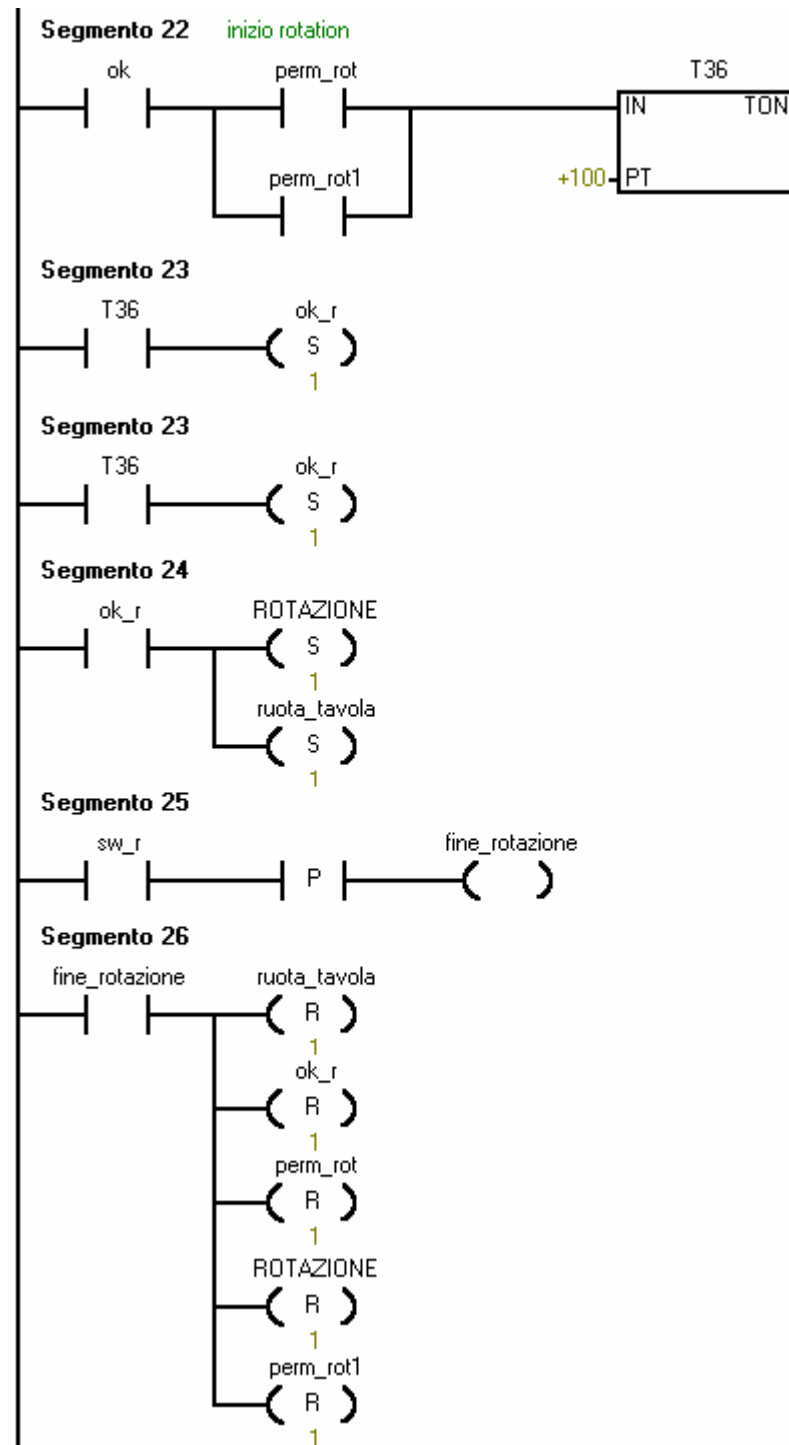 Segmento 22 inizio rotation
ok perm_rot T36
IN TON
perm_rot1 +100 PT
Segmento 23
T36 ok_r
S
1
Segmento 23
T36 ok_r
S
1
Segmento 24
ok_r ROTAZIONE
S
1
ruota_tavola
S
1
Segmento 25
sw_r fine_rotazione
P
Segmento 26
fine_rotazione ruota_tavola
R
1
ok_r
R
1
perm_rot
R
1
ROTAZIONE
R
1
perm_rot1
R
1